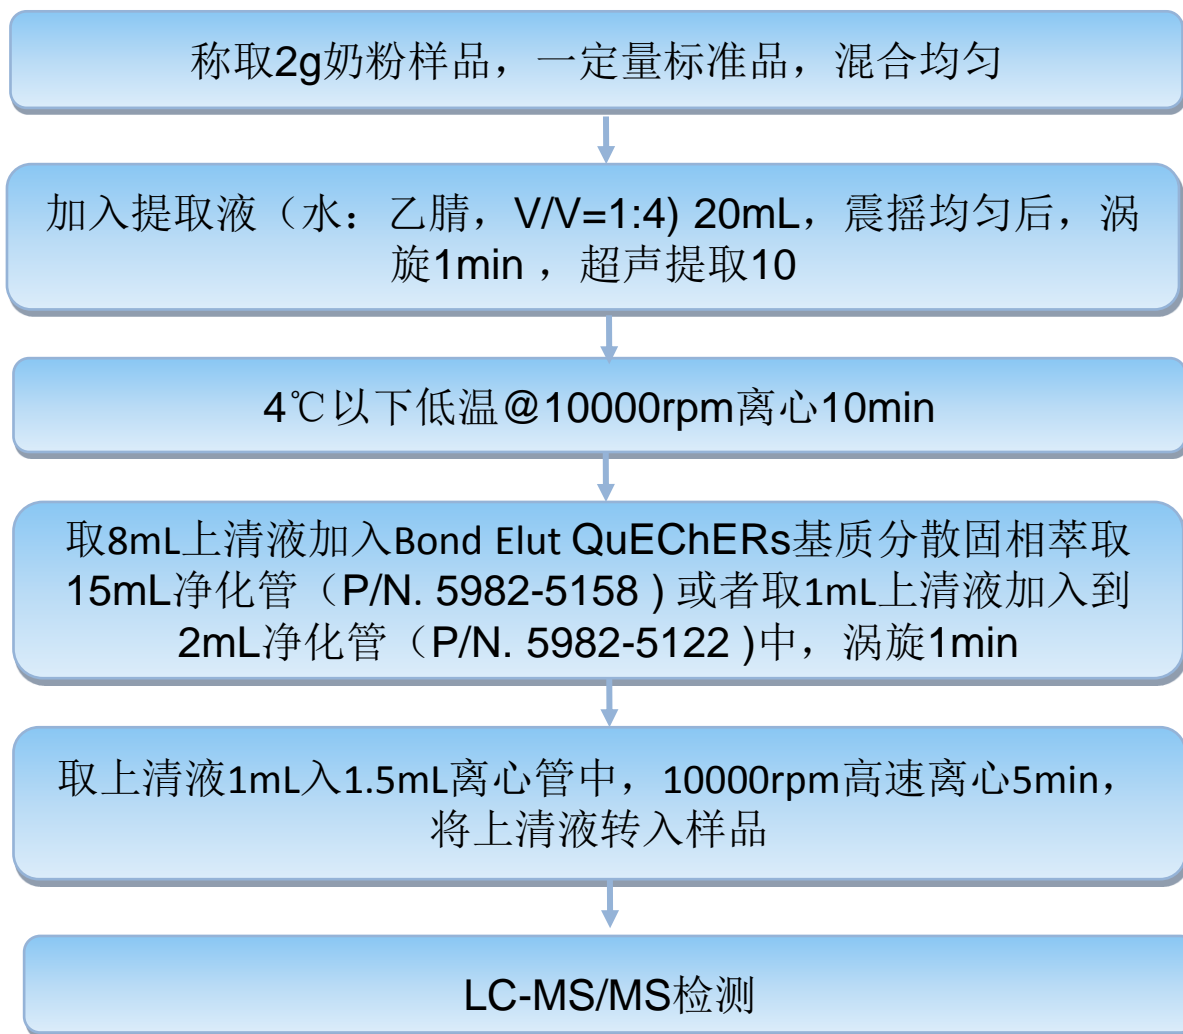 称取2g奶粉样品，一定量标准品，混合均匀
加入提取液（水：乙腈，V/V=1:4) 20mL，震摇均匀后，涡
旋1min ，超声提取10
4℃以下低温@10000rpm离心10min
取8mL上清液加入Bond Elut QuEChERs基质分散固相萃取
15mL净化管（P/N. 5982-5158 ) 或者取1mL上清液加入到
2mL净化管（P/N. 5982-5122 )中，涡旋1min
取上清液1mL入1.5mL离心管中，10000rpm高速离心5min，
将上清液转入样品
LC-MS/MS检测